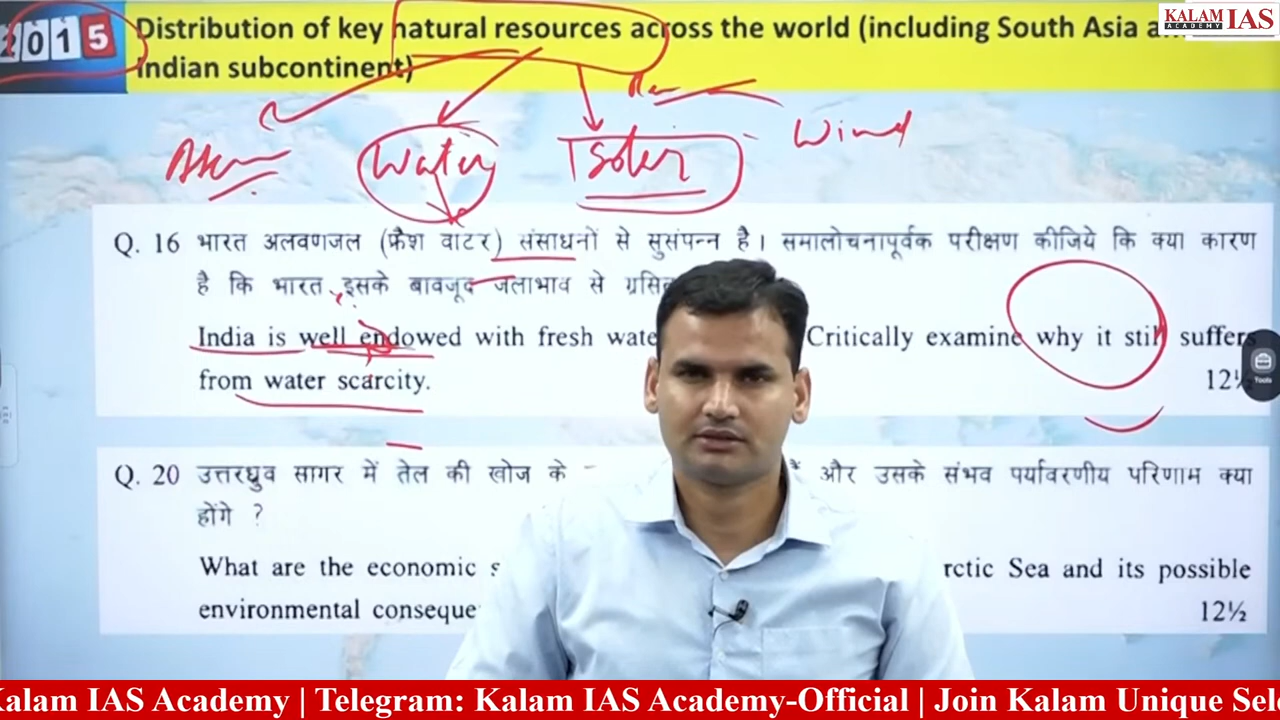 2015
Distribution of key natural resources across the world (including South Asia a
Indian subcontinent)
KALAM IAS
ACADEMY
Water
Wind
Q. 16 भारत अलवणजल (फ्रैश वाटर) संसाधनों से सुसंपन्न है। समालोचनापूर्वक परीक्षण कीजिये कि क्या कारण
है कि भारत इसके बावजूद जलाभाव से ग्रसि
India is well endowed with fresh wate Critically examine why it still suffers
from water scarcity. 12½
Tools
Q. 20 उत्तरध्रुव सागर में तेल की खोज के और उसके संभव पर्यावरणीय परिणाम क्या
होंगे ?
What are the economic s rctic Sea and its possible
environmental conseque 12½
Kalam IAS Academy | Telegram: Kalam IAS Academy-Official | Join Kalam Unique Sele